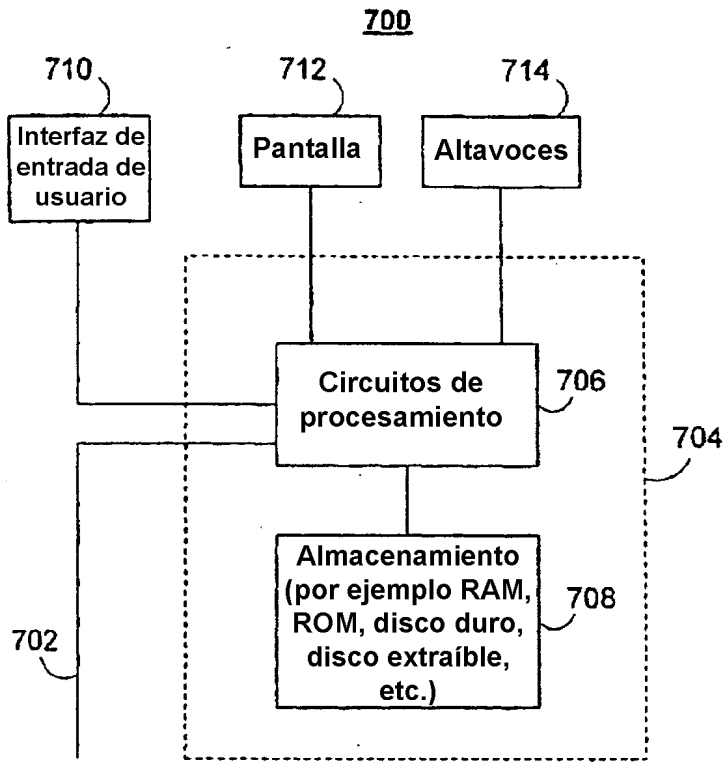 700
710
712
714
Interfaz de
entrada de
usuario
Pantalla
Altavoces
Circuitos de
procesamiento
706
704
Almacenamiento
(por ejemplo RAM,
ROM, disco duro,
disco extraíble,
etc.)
708
702